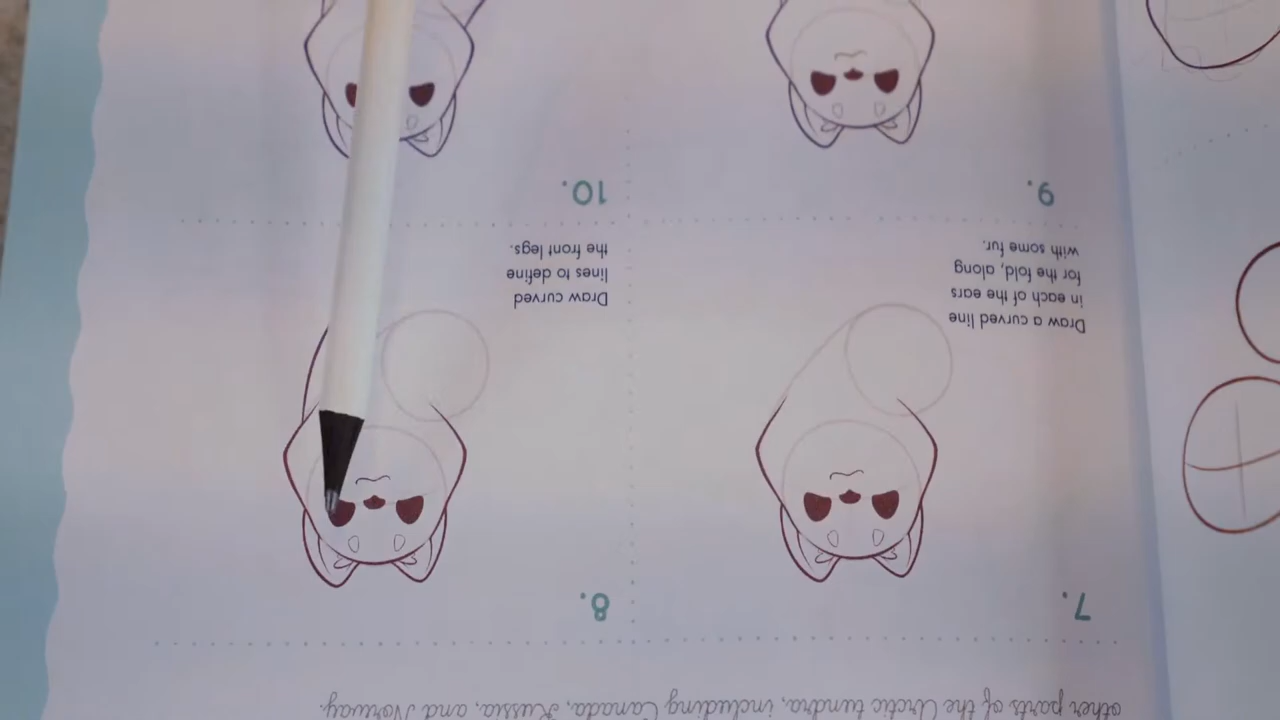 other parts of the Arctic tundra, including Canada, Russia, and Norway.
7.
Draw a curved line
in each of the ears
for the fold, along
with some fur.
8.
Draw curved
lines to define
the front legs.
9.
10.